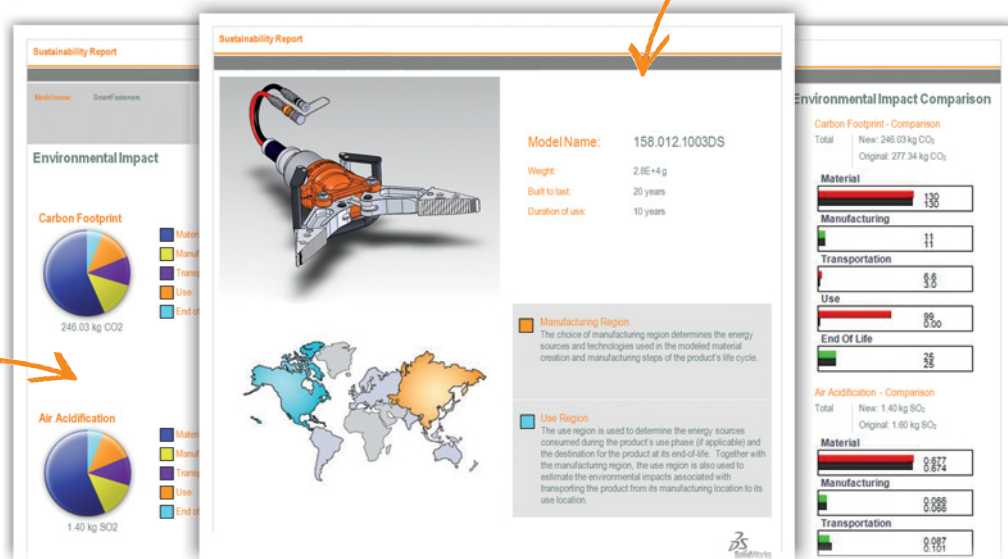 Sustainability Report
Model name: SmartFasteners
Environmental Impact
Carbon Footprint
246.03 kg CO2
Air Acidification
1.40 kg SO2
Sustainability Report
Model Name: 158.012.1003DS
Weight: 2.8E+4 g
Built to last: 20 years
Duration of use: 10 years
Manufacturing Region
The choice of manufacturing region determines the energy
sources and technologies used in the modeled material
creation and manufacturing steps of the product's life cycle.
Use Region
The use region is used to determine the energy sources
consumed during the product's use phase (if applicable) and
the destination for the product at its end-of-life. Together with
the manufacturing region, the use region is also used to
estimate the environmental impacts associated with
transporting the product from its manufacturing location to its
use location.
SolidWorks
Environmental Impact Comparison
Carbon Footprint - Comparison
Total New: 246.03 kg CO₂
Original: 277.34 kg CO₂
Material
130
130
Manufacturing
11
11
Transportation
6.6
3.0
Use
99
0.00
End Of Life
25
25
Air Acidification - Comparison
Total New: 1.40 kg SO₂
Original: 1.60 kg SO₂
Material
0.677
0.674
Manufacturing
0.066
0.066
Transportation
0.087
0.101